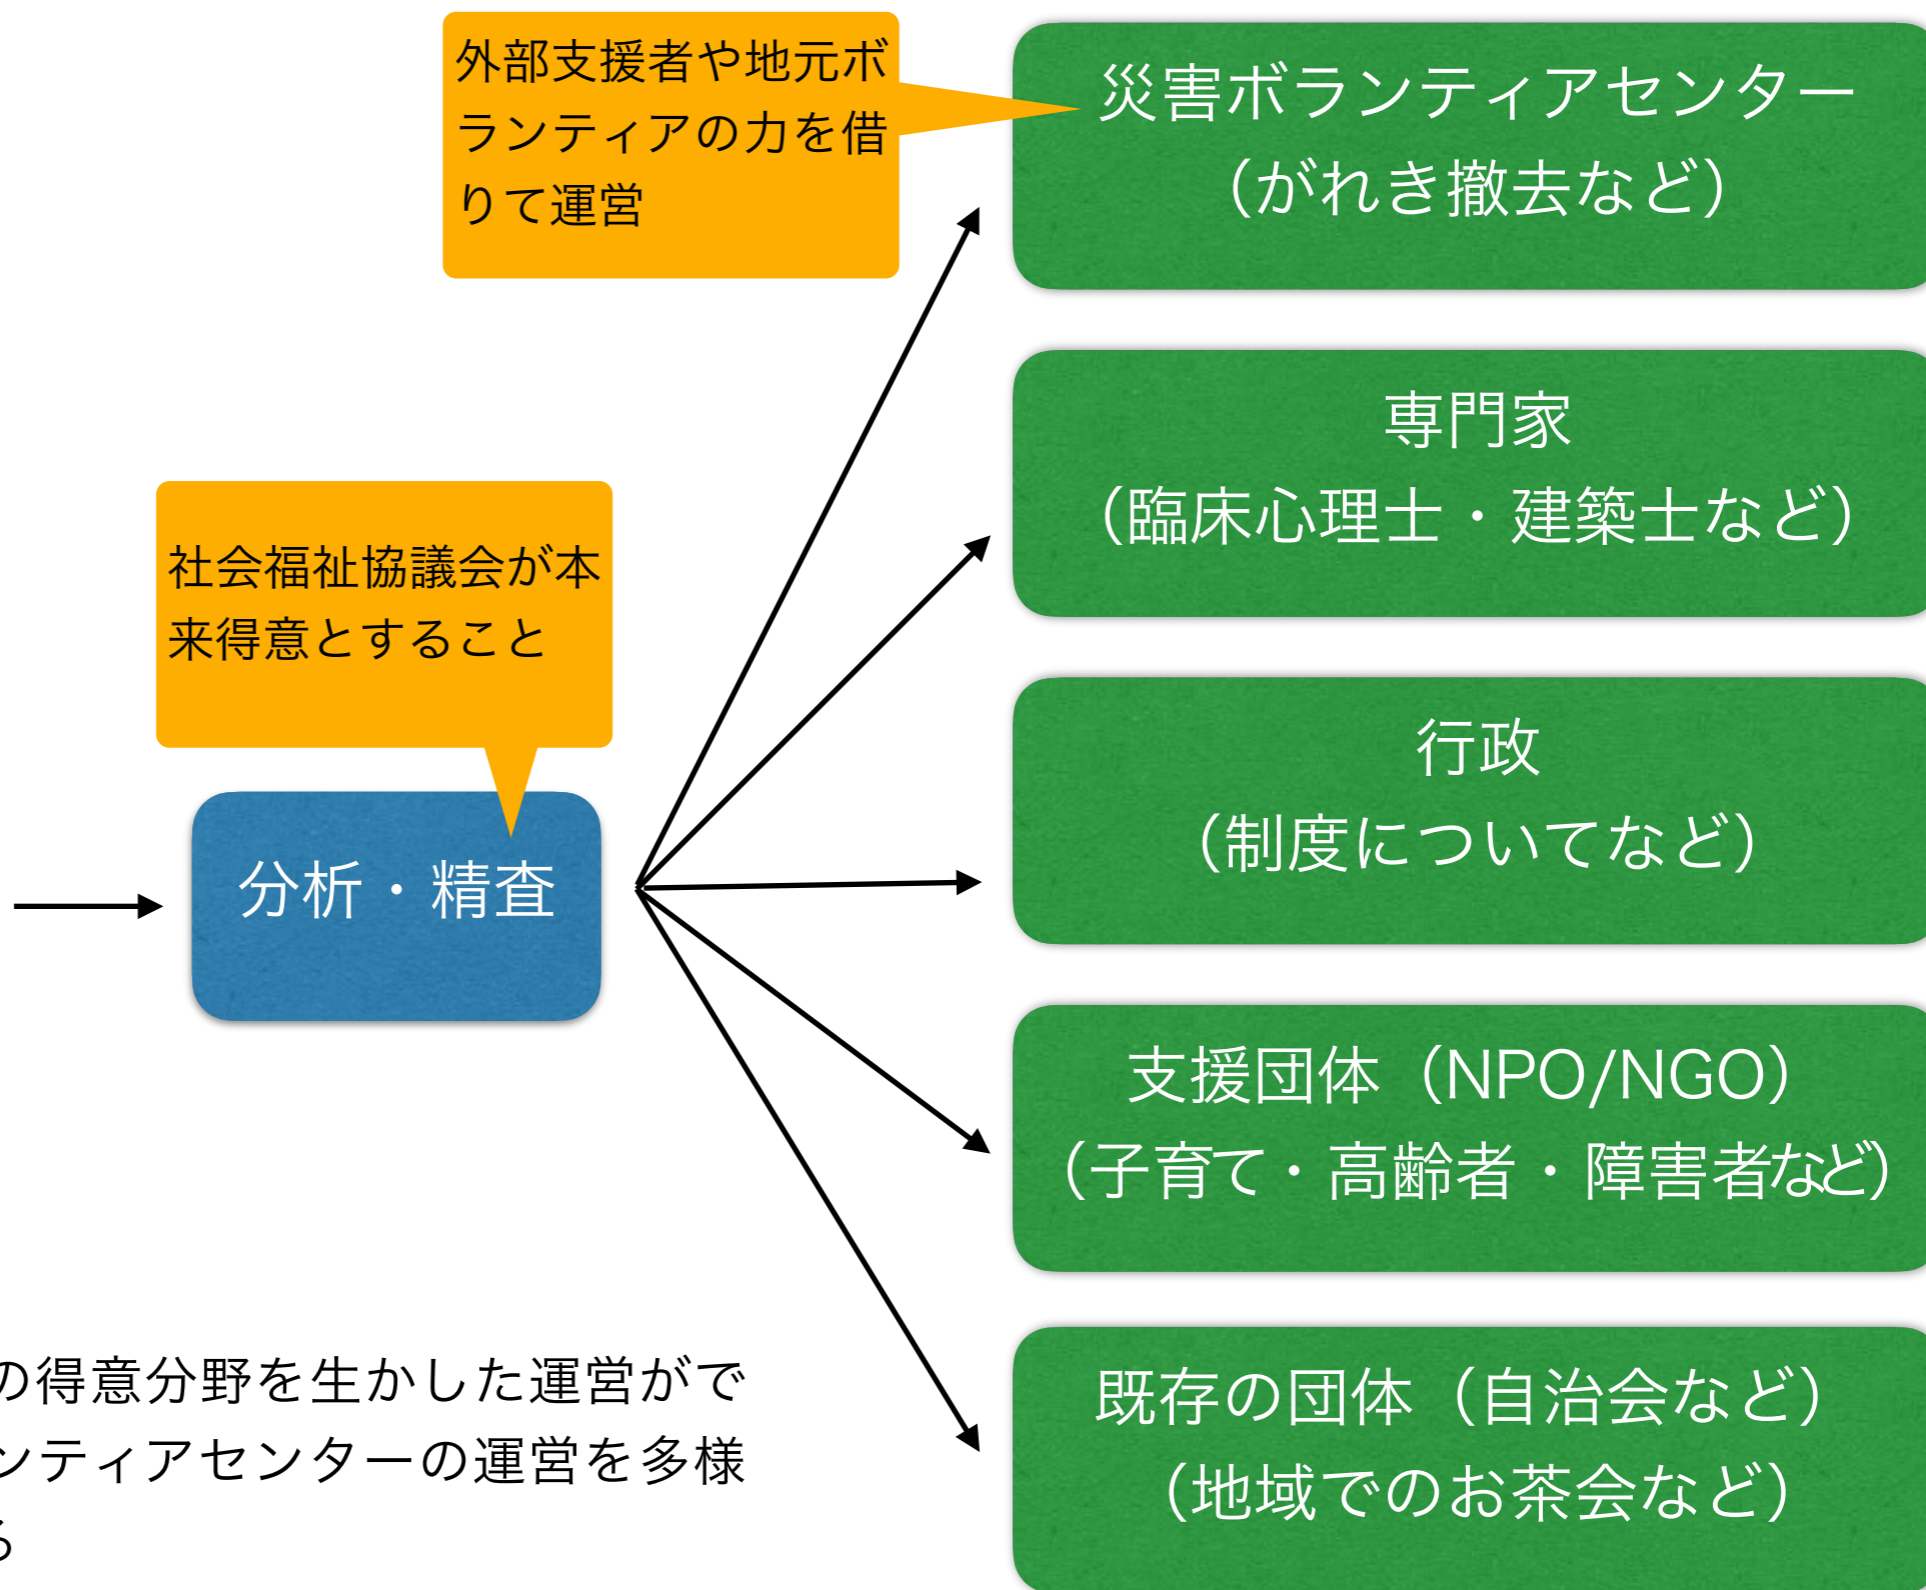 外部支援者や地元ボ
ランティアの力を借
りて運営
災害ボランティアセンター
（がれき撤去など）
専門家
（臨床心理士・建築士など）
社会福祉協議会が本
来得意とすること
分析・精査
行政
（制度についてなど）
支援団体（NPO/NGO）
（子育て・高齢者・障害者など）
既存の団体（自治会など）
（地域でのお茶会など）
の得意分野を生かした運営がで
ンティアセンターの運営を多様